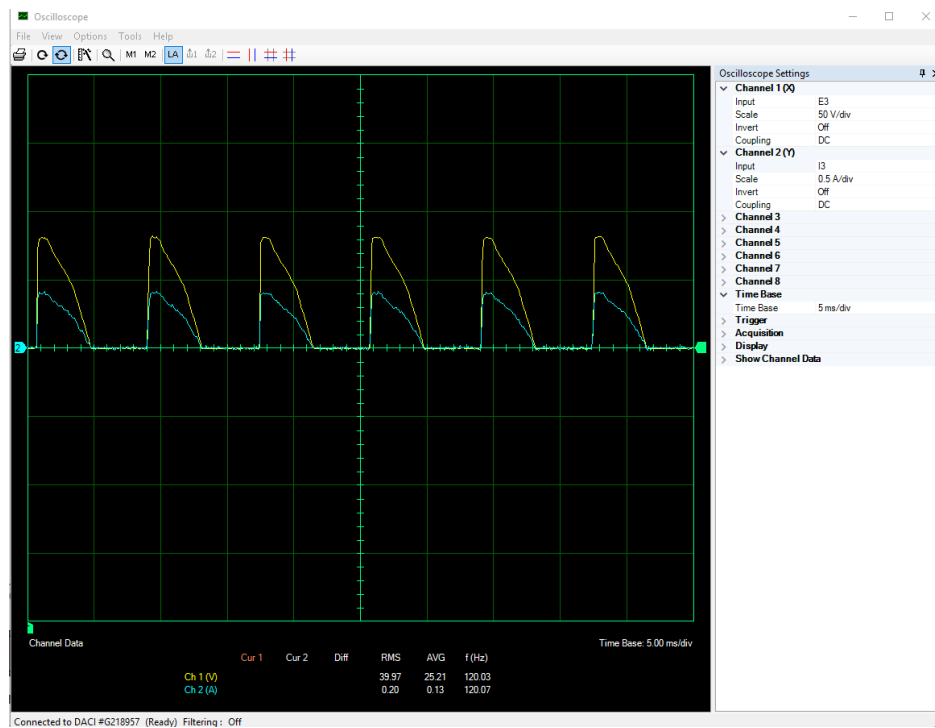 Oscilloscope
File View Options Tools Help
M1 M2 LA 1 2
Oscilloscope Settings
Channel 1 (X)
Input E3
Scale 50 V/div
Invert Off
Coupling DC
Channel 2 (Y)
Input I3
Scale 0.5 A/div
Invert Off
Coupling DC
Channel 3
Channel 4
Channel 5
Channel 6
Channel 7
Channel 8
Time Base
Time Base 5 ms/div
Trigger
Acquisition
Display
Show Channel Data
2
Channel Data Time Base: 5.00 ms/div
Cur 1 Cur 2 Diff RMS AVG f (Hz)
Ch 1 (V) 39.97 25.21 120.03
Ch 2 (A) 0.20 0.13 120.07
Connected to DACI #G218957 (Ready) Filtering : Off